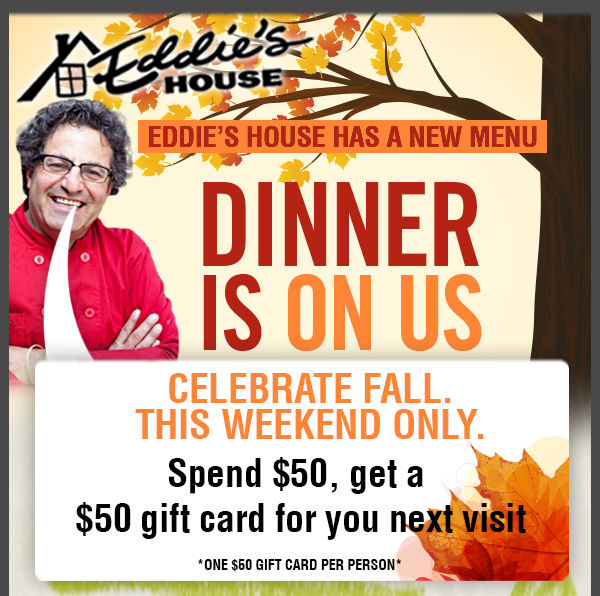 Eddie's
HOUSE
EDDIE'S HOUSE HAS A NEW MENU
DINNER
IS ON US
CELEBRATE FALL.
THIS WEEKEND ONLY.
Spend $50, get a
$50 gift card for you next visit
*ONE $50 GIFT CARD PER PERSON*